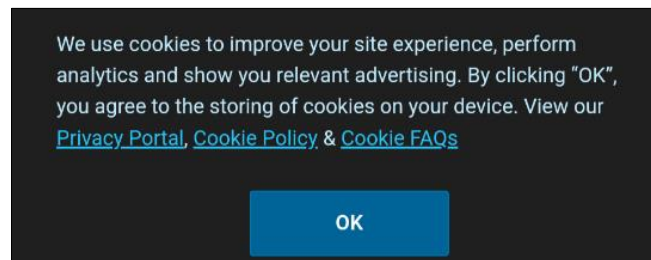 We use cookies to improve your site experience, perform
analytics and show you relevant advertising. By clicking “OK”,
you agree to the storing of cookies on your device. View our
Privacy Portal, Cookie Policy & Cookie FAQs
OK